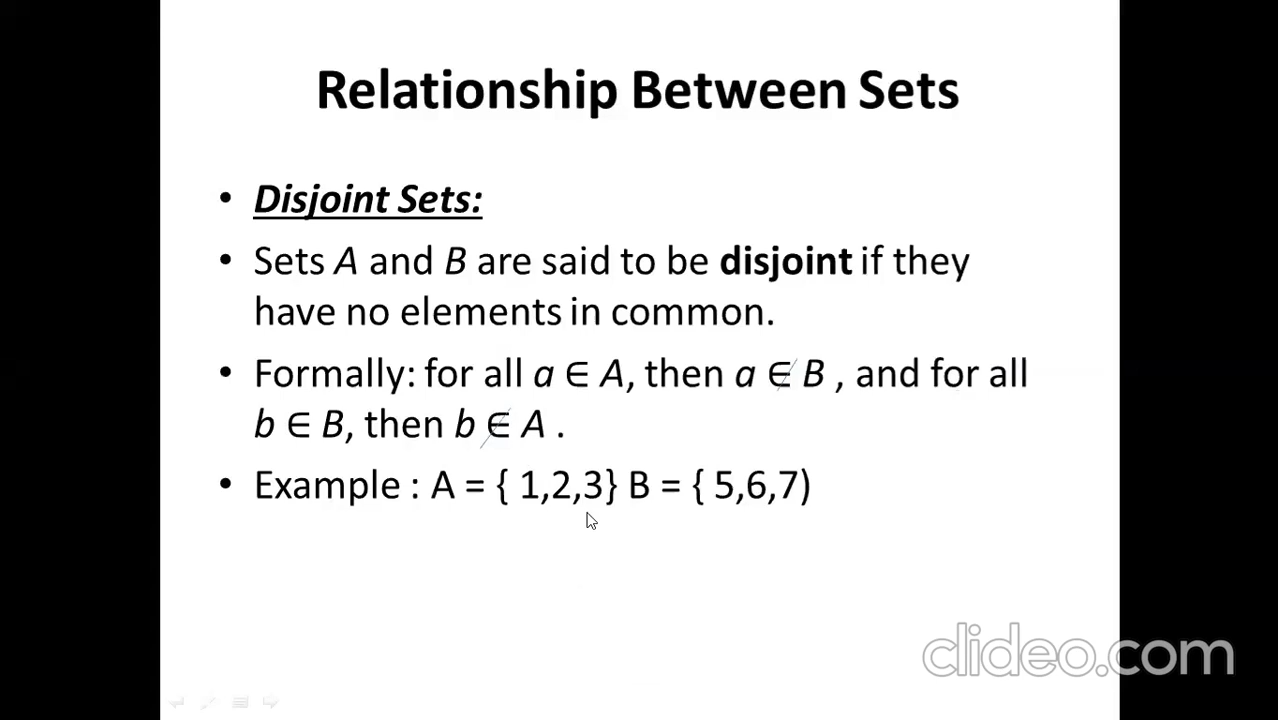 Relationship Between Sets
• Disjoint Sets:
• Sets A and B are said to be disjoint if they
have no elements in common.
• Formally: for all a ∈ A, then a ∉ B , and for all
b ∈ B, then b ∉ A .
• Example : A = { 1,2,3} B = { 5,6,7)
clideo.com